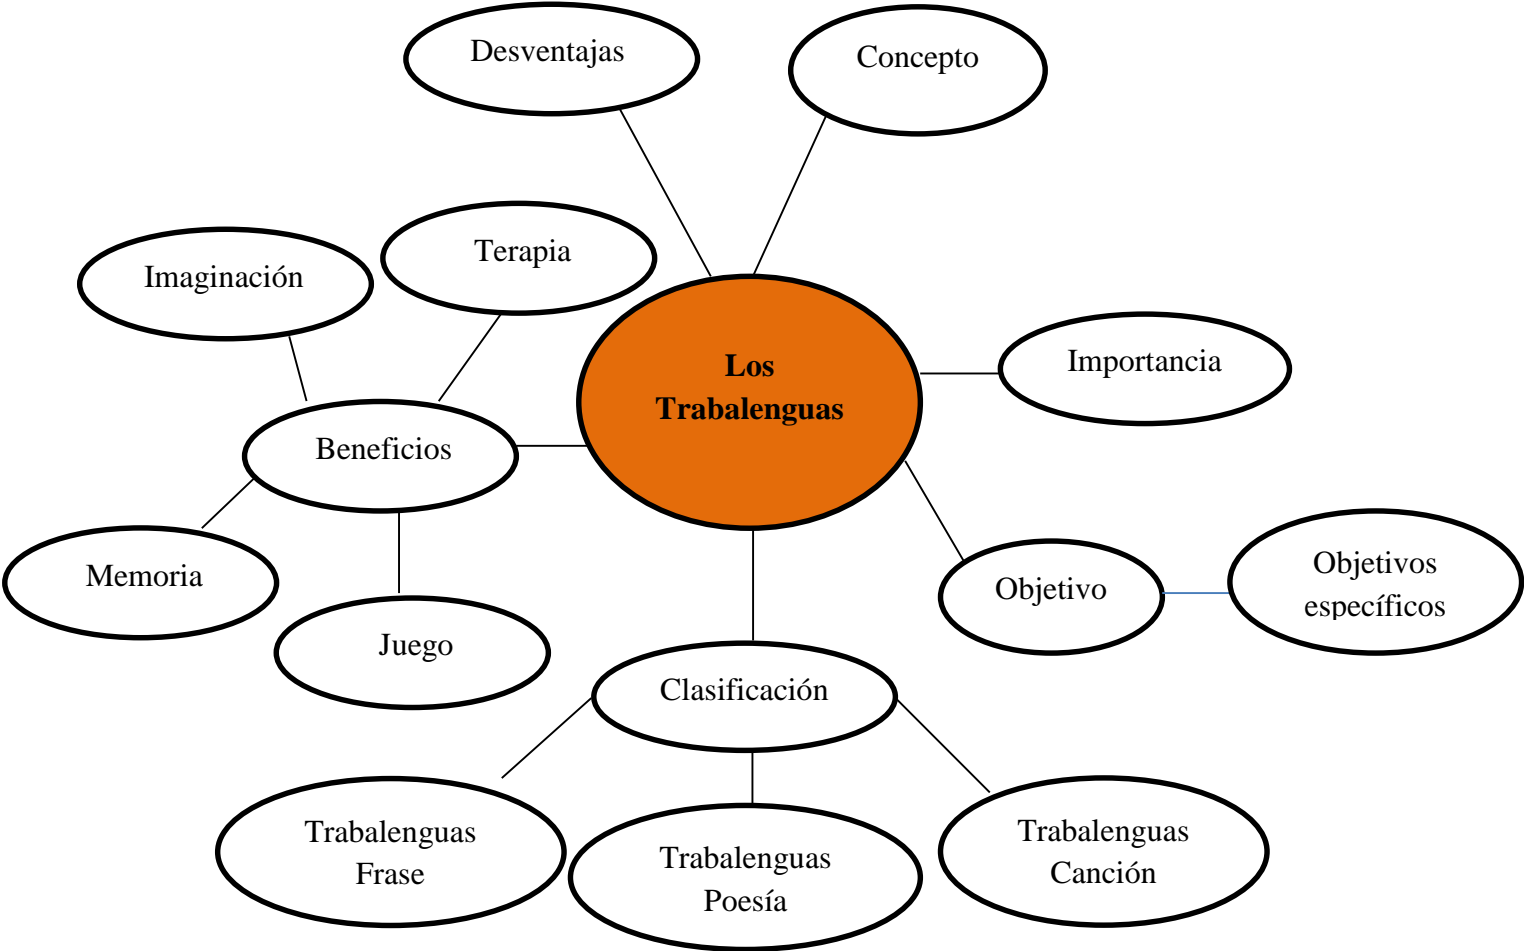 Desventajas
Concepto
Terapia
Imaginación
Los
Trabalenguas
Importancia
Beneficios
Objetivos
específicos
Memoria
Objetivo
Juego
Clasificación
Trabalenguas
Frase
Trabalenguas
Poesía
Trabalenguas
Canción